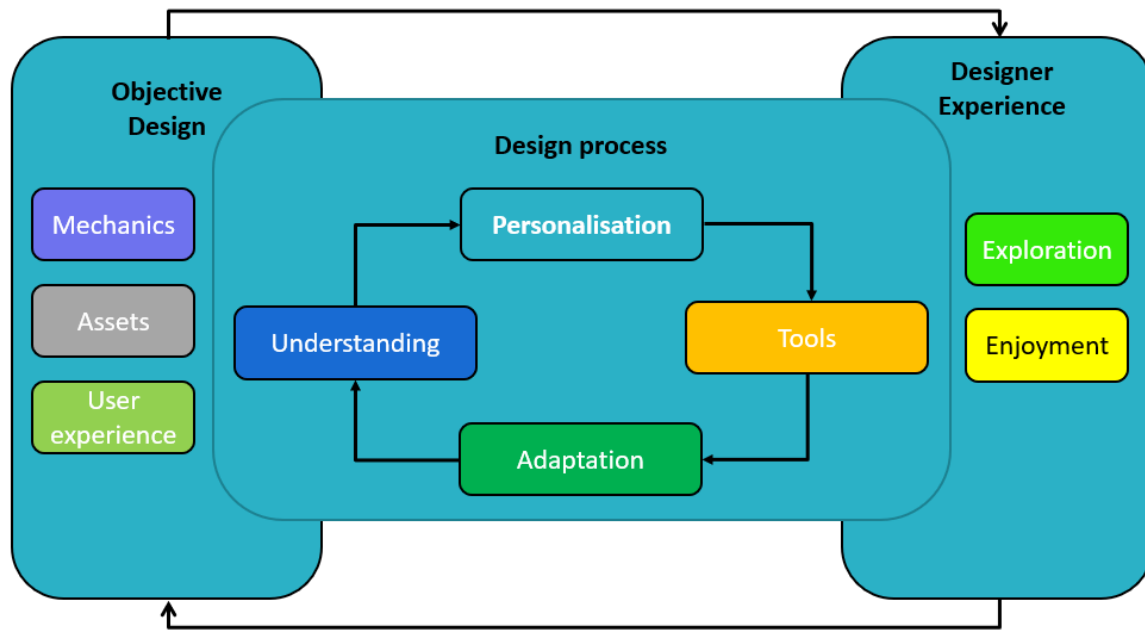 Objective
Design
Mechanics
Assets
User
experience
Design process
Personalisation
Understanding
Tools
Adaptation
Designer
Experience
Exploration
Enjoyment